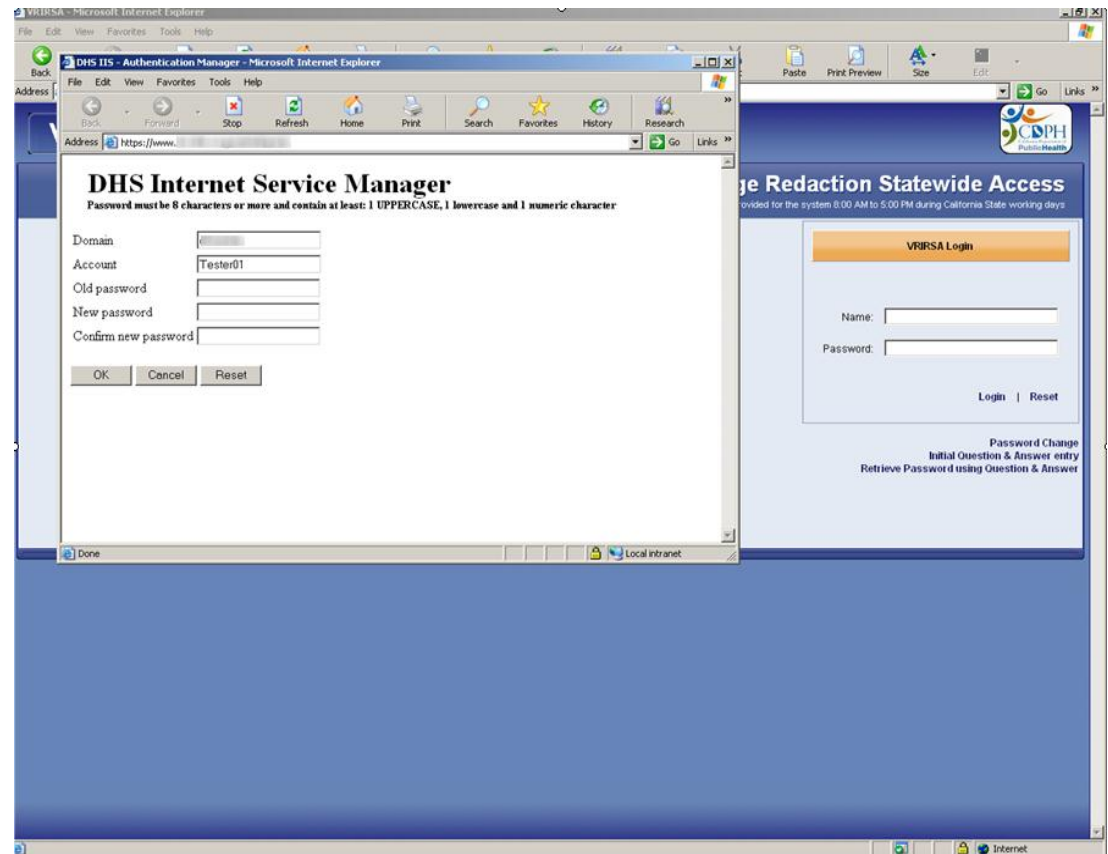 VRIRSA - Microsoft Internet Explorer
File Edit View Favorites Tools Help
Back
Paste Print Preview Size Edit
Address
Go Links »
DHS IIS - Authentication Manager - Microsoft Internet Explorer
File Edit View Favorites Tools Help
Back Forward Stop Refresh Home Print Search Favorites History Research »
Address https://www. Go Links »
DHS Internet Service Manager
Password must be 8 characters or more and contain at least: 1 UPPERCASE, 1 lowercase and 1 numeric character
Domain
Account Tester01
Old password
New password
Confirm new password
OK Cancel Reset
Done
Local intranet
CDPH
PublicHealth
ge Redaction Statewide Access
ovided for the system 8:00 AM to 5:00 PM during California State working days
VRIRSA Login
Name:
Password:
Login | Reset
Password Change
Initial Question & Answer entry
Retrieve Password using Question & Answer
Internet